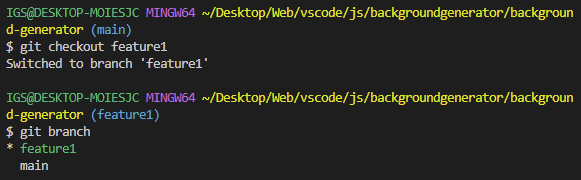 IGS@DESKTOP-MOIESJC MINGW64 ~/Desktop/Web/vscode/js/backgroundgenerator/backgroun
d-generator (main)
$ git checkout feature1
Switched to branch 'feature1'
IGS@DESKTOP-MOIESJC MINGW64 ~/Desktop/Web/vscode/js/backgroundgenerator/backgroun
d-generator (feature1)
$ git branch
* feature1
  main